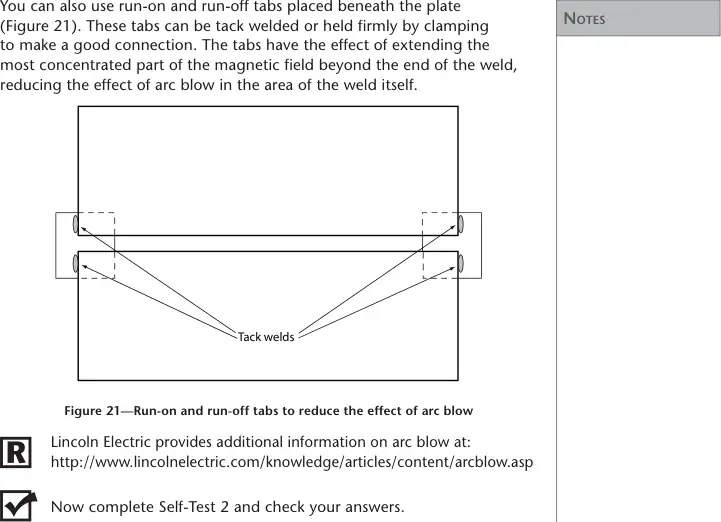 You can also use run-on and run-off tabs placed beneath the plate
(Figure 21). These tabs can be tack welded or held firmly by clamping
to make a good connection. The tabs have the effect of extending the
most concentrated part of the magnetic field beyond the end of the weld,
reducing the effect of arc blow in the area of the weld itself.
NOTES
Tack welds
Figure 21—Run-on and run-off tabs to reduce the effect of arc blow
R
Lincoln Electric provides additional information on arc blow at:
http://www.lincolnelectric.com/knowledge/articles/content/arcblow.asp
Now complete Self-Test 2 and check your answers.